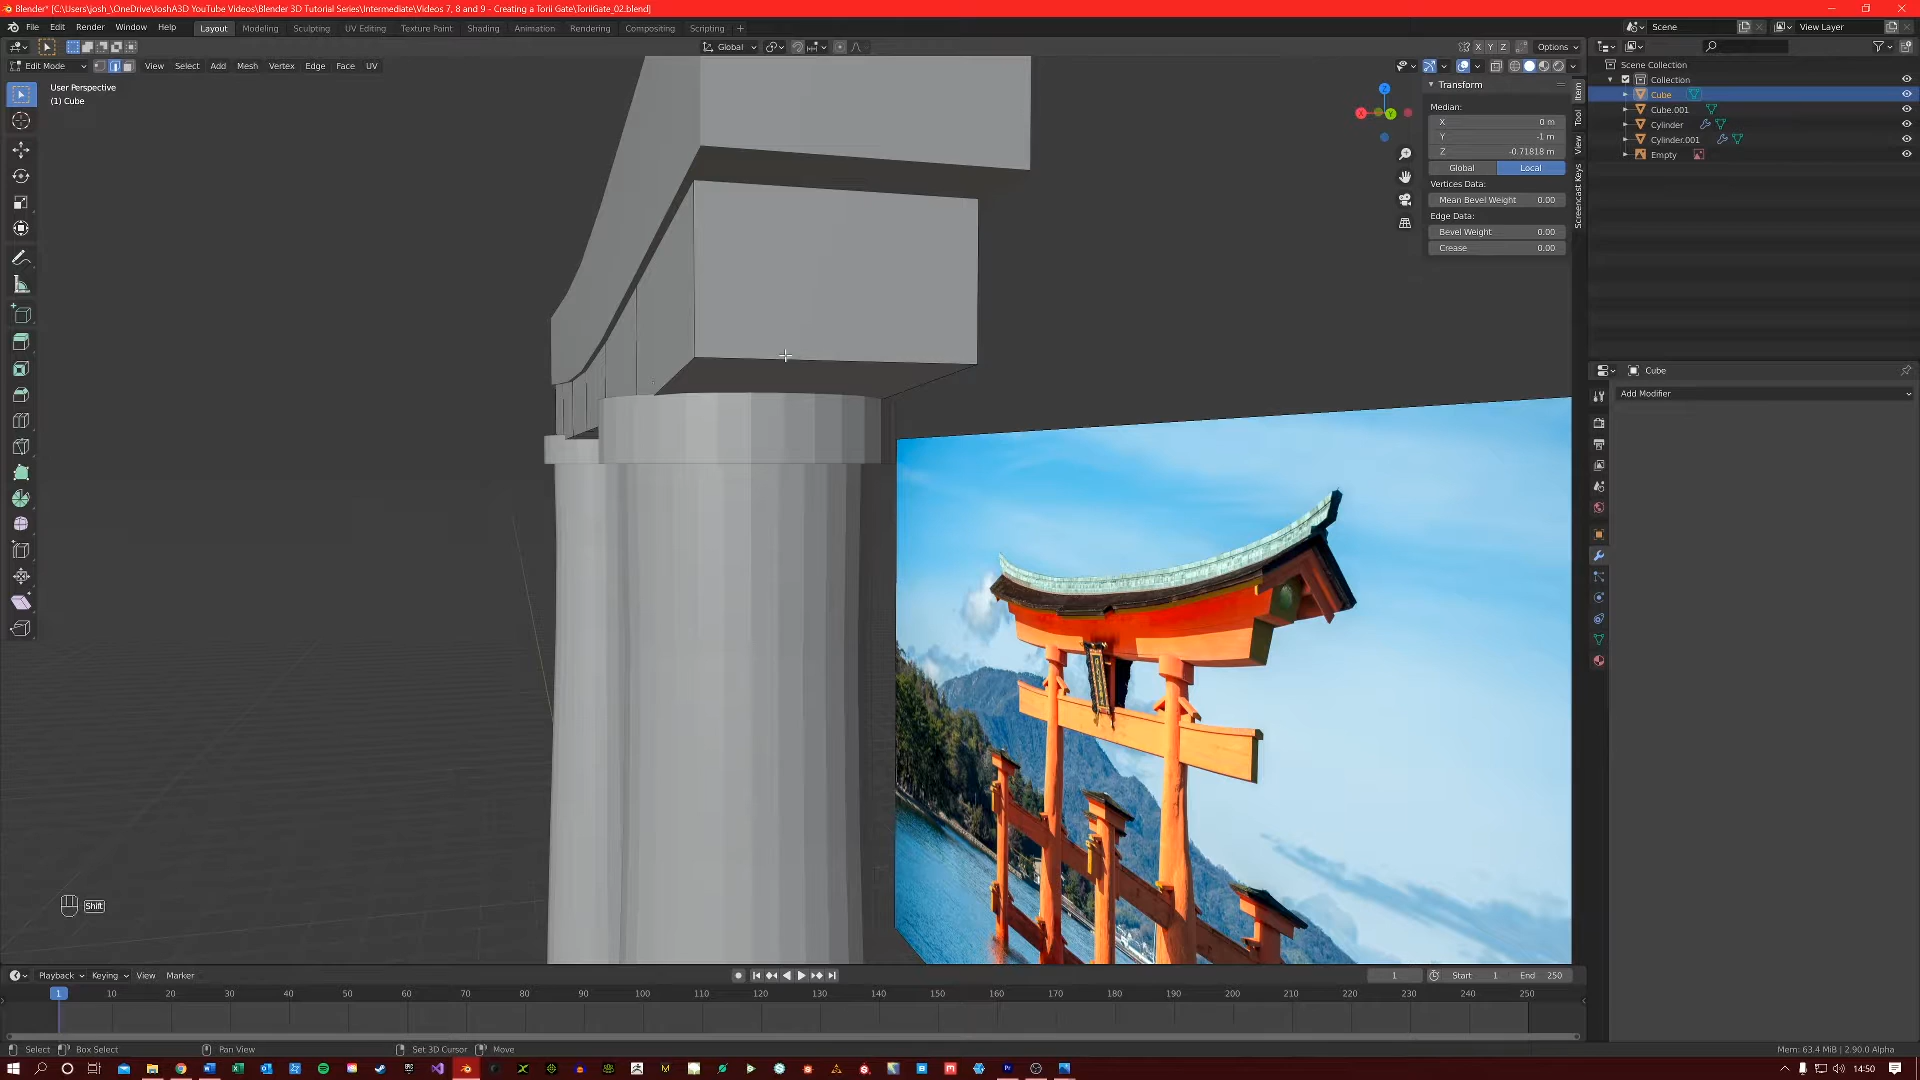 Blender* [C:\Users\josh_\OneDrive\JoshA3D YouTube Videos\Blender 3D Tutorial Series\Intermediate\Videos 7, 8 and 9 - Creating a Torii Gate\ToriiGate_02.blend]
File Edit Render Window Help Layout Modeling Sculpting UV Editing Texture Paint Shading Animation Rendering Compositing Scripting + Scene View Layer
Global X Y Z Options
Edit Mode View Select Add Mesh Vertex Edge Face UV
User Perspective
(1) Cube
Transform
Median:
X 0 m
Y -1 m
Z -0.71818 m
Global Local
Vertices Data:
Mean Bevel Weight 0.00
Edge Data:
Bevel Weight 0.00
Crease 0.00
Item
Tool
View
Screencast Keys
X
Y
Z
Scene Collection
Collection
Cube
Cube.001
Cylinder
Cylinder.001
Empty
Cube
Add Modifier
Shift
Playback Keying View Marker
1 Start 1 End 250
1 10 20 30 40 50 60 70 80 90 100 110 120 130 140 150 160 170 180 190 200 210 220 230 240 250
Select Box Select Pan View Set 3D Cursor Move Mem: 63.4 MiB | 2.90.0 Alpha
14:50